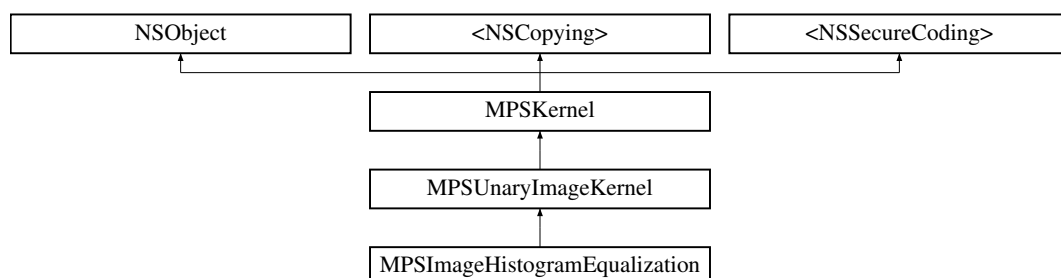 NSObject
<NSCopying>
<NSSecureCoding>
MPSKernel
MPSUnaryImageKernel
MPSImageHistogramEqualization